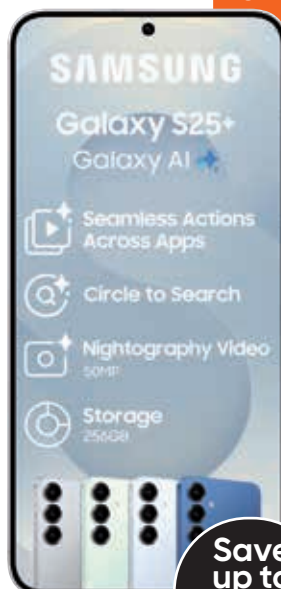 SAMSUNG
Galaxy S25+
Galaxy AI
Seamless Actions
Across Apps
Circle to Search
Nightography Video
50MP
Storage
256GB
Save
up to